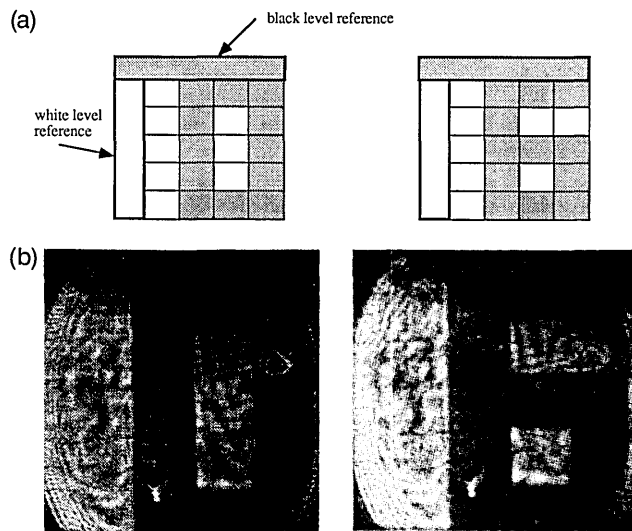 (a)
black level reference
white level
reference
(b)